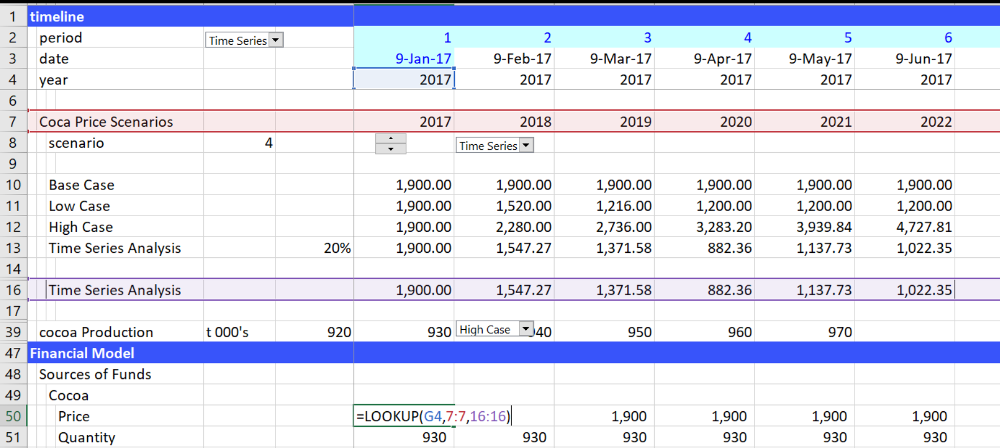 1 timeline
2 period Time Series 1 2 3 4 5 6
3 date 9-Jan-17 9-Feb-17 9-Mar-17 9-Apr-17 9-May-17 9-Jun-17
4 year 2017 2017 2017 2017 2017 2017
6
7 Coca Price Scenarios 2017 2018 2019 2020 2021 2022
8 scenario 4 Time Series
9
10 Base Case 1,900.00 1,900.00 1,900.00 1,900.00 1,900.00 1,900.00
11 Low Case 1,900.00 1,520.00 1,216.00 1,200.00 1,200.00 1,200.00
12 High Case 1,900.00 2,280.00 2,736.00 3,283.20 3,939.84 4,727.81
13 Time Series Analysis 20% 1,900.00 1,547.27 1,371.58 882.36 1,137.73 1,022.35
14
16 Time Series Analysis 1,900.00 1,547.27 1,371.58 882.36 1,137.73 1,022.35
17
39 cocoa Production t 000's 920 930 High Case 40 950 960 970
47 Financial Model
48 Sources of Funds
49 Cocoa
50 Price =LOOKUP(G4,7:7,16:16) 1,900 1,900 1,900 1,900
51 Quantity 930 930 930 930 930 930